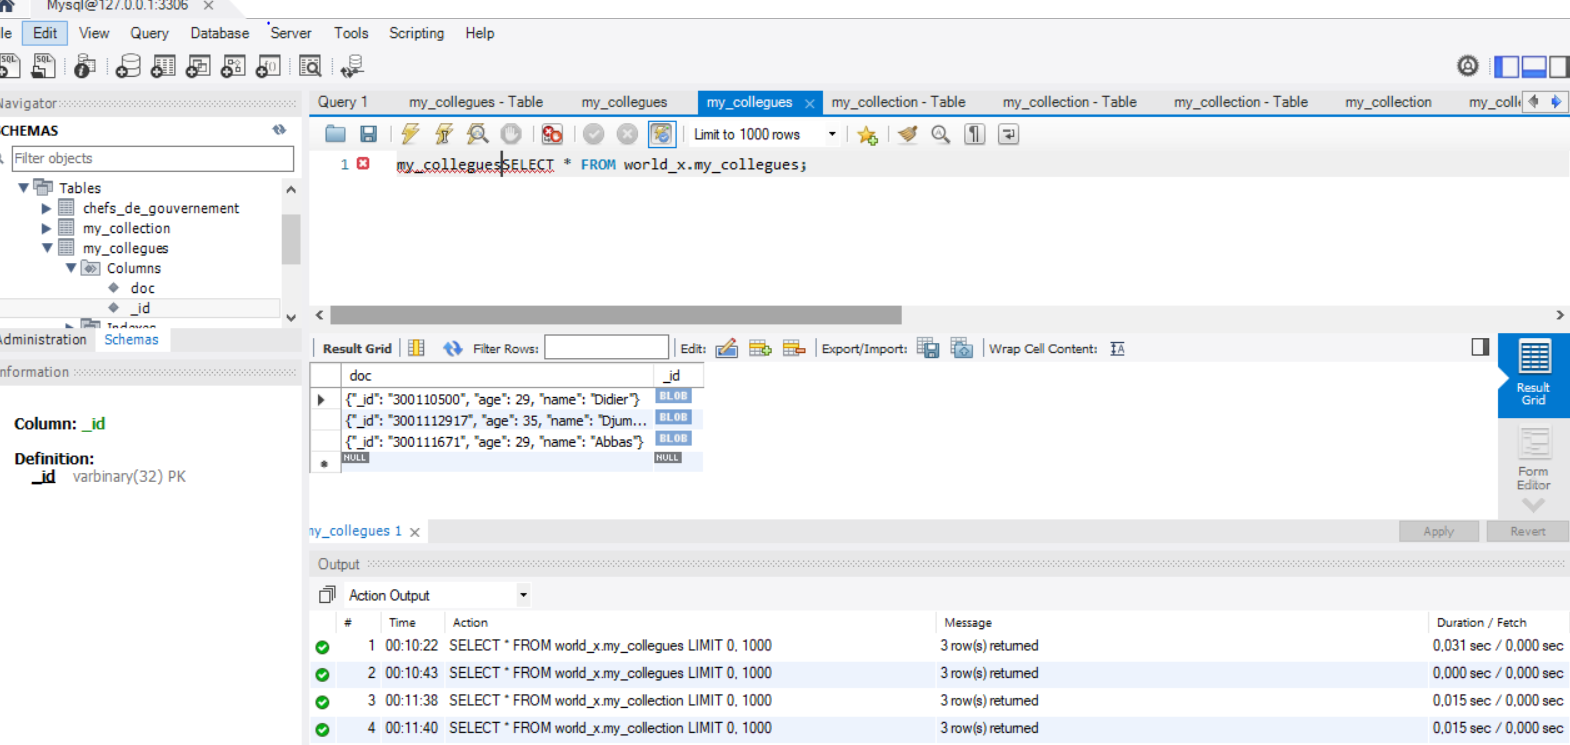 Mysql@127.0.0.1:3306 ×
Edit View Query Database Server Tools Scripting Help
SQL SQL
Navigator
SCHEMAS
Filter objects
Tables
chefs_de_gouvernement
my_collection
my_collegues
Columns
doc
_id
Indexes
Administration Schemas
Information
Column: _id
Definition:
_id varbinary(32) PK
Query 1 my_collegues - Table my_collegues my_collegues × my_collection - Table my_collection - Table my_collection - Table my_collection my_coll
Limit to 1000 rows
1 my_colleguesSELECT * FROM world_x.my_collegues;
Result Grid Filter Rows: Edit: Export/Import: Wrap Cell Content:
doc _id
{"_id": "300110500", "age": 29, "name": "Didier"} BLOB
{"_id": "3001112917", "age": 35, "name": "Djum... BLOB
{"_id": "300111671", "age": 29, "name": "Abbas"} BLOB
NULL NULL
Result
Grid
Form
Editor
my_collegues 1 ×
Apply Revert
Output
Action Output
# Time Action Message Duration / Fetch
1 00:10:22 SELECT * FROM world_x.my_collegues LIMIT 0, 1000 3 row(s) returned 0,031 sec / 0,000 sec
2 00:10:43 SELECT * FROM world_x.my_collegues LIMIT 0, 1000 3 row(s) returned 0,000 sec / 0,000 sec
3 00:11:38 SELECT * FROM world_x.my_collection LIMIT 0, 1000 3 row(s) returned 0,015 sec / 0,000 sec
4 00:11:40 SELECT * FROM world_x.my_collection LIMIT 0, 1000 3 row(s) returned 0,015 sec / 0,000 sec